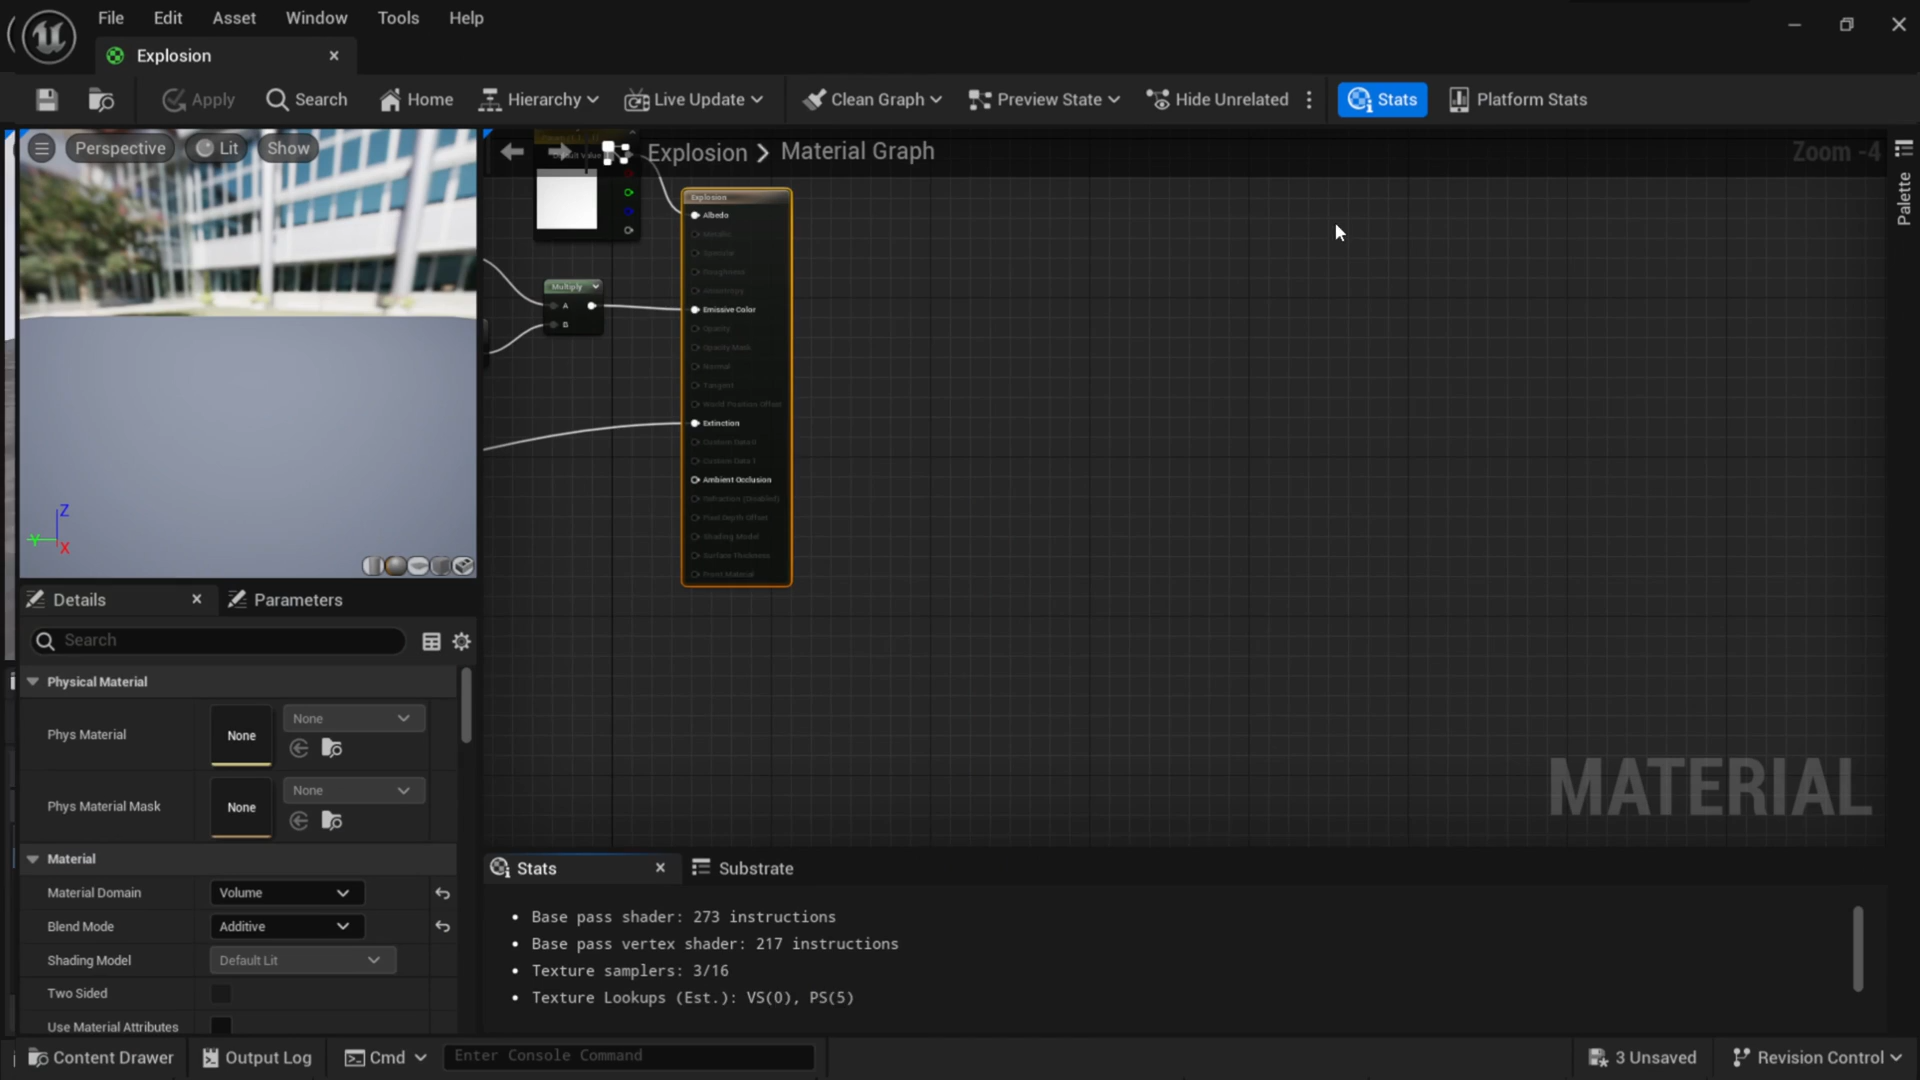 File Edit Asset Window Tools Help
Explosion
Apply Search Home Hierarchy Live Update Clean Graph Preview State Hide Unrelated Stats Platform Stats
Perspective Lit Show
Explosion > Material Graph
Zoom -4
Palette
Explosion
Albedo
Metallic
Specular
Roughness
Anisotropy
Multiply
A
B
Emissive Color
Opacity
Opacity Mask
Normal
Tangent
World Position Offset
Extinction
Custom Data 0
Custom Data 1
Ambient Occlusion
Refraction (Disabled)
Pixel Depth Offset
Shading Model
Surface Thickness
Front Material
Z
Y
X
MATERIAL
Details Parameters
Search
Physical Material
Phys Material None None
Phys Material Mask None None
Material
Material Domain Volume
Blend Mode Additive
Shading Model Default Lit
Two Sided
Use Material Attributes
Stats Substrate
• Base pass shader: 273 instructions
• Base pass vertex shader: 217 instructions
• Texture samplers: 3/16
• Texture Lookups (Est.): VS(0), PS(5)
Content Drawer Output Log Cmd Enter Console Command 3 Unsaved Revision Control